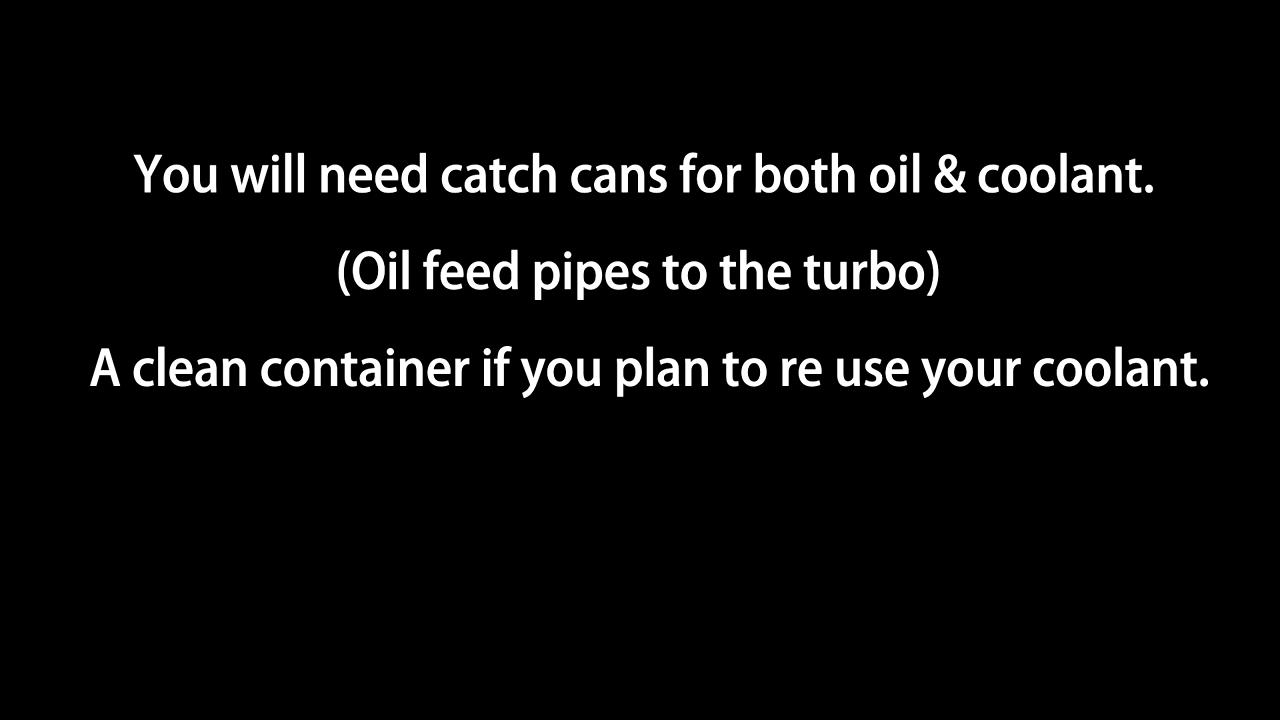 You will need catch cans for both oil & coolant.
(Oil feed pipes to the turbo)
A clean container if you plan to re use your coolant.